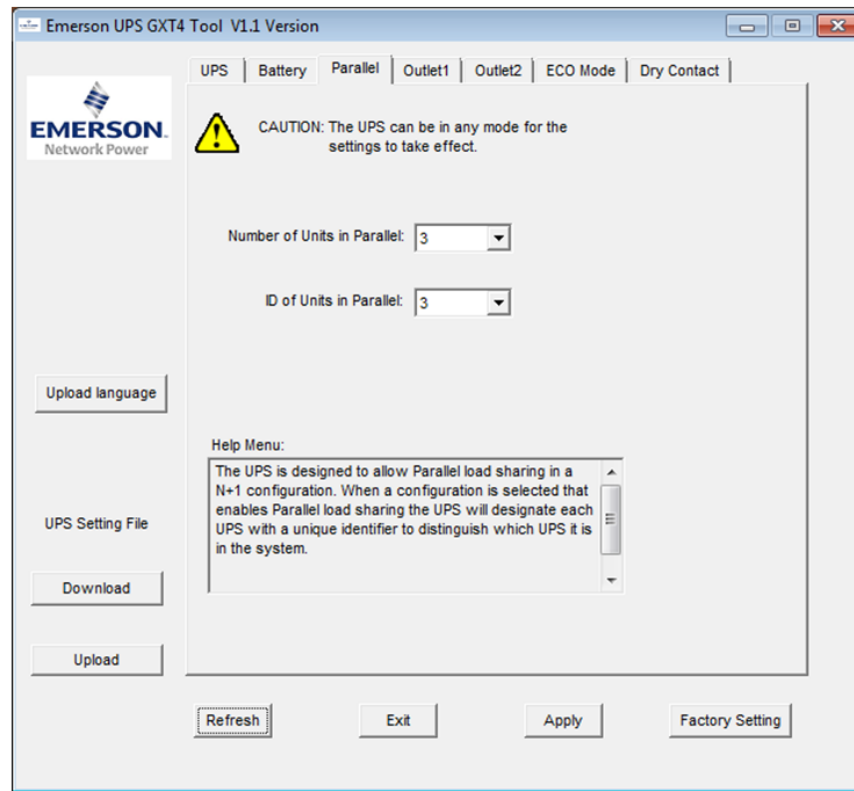 Emerson UPS GXT4 Tool V1.1 Version
UPS
Battery
Parallel
Outlet1
Outlet2
ECO Mode
Dry Contact
EMERSON.
Network Power
CAUTION: The UPS can be in any mode for the
settings to take effect.
Number of Units in Parallel: 3
ID of Units in Parallel: 3
Upload language
Help Menu:
The UPS is designed to allow Parallel load sharing in a
N+1 configuration. When a configuration is selected that
enables Parallel load sharing the UPS will designate each
UPS with a unique identifier to distinguish which UPS it is
in the system.
UPS Setting File
Download
Upload
Refresh
Exit
Apply
Factory Setting